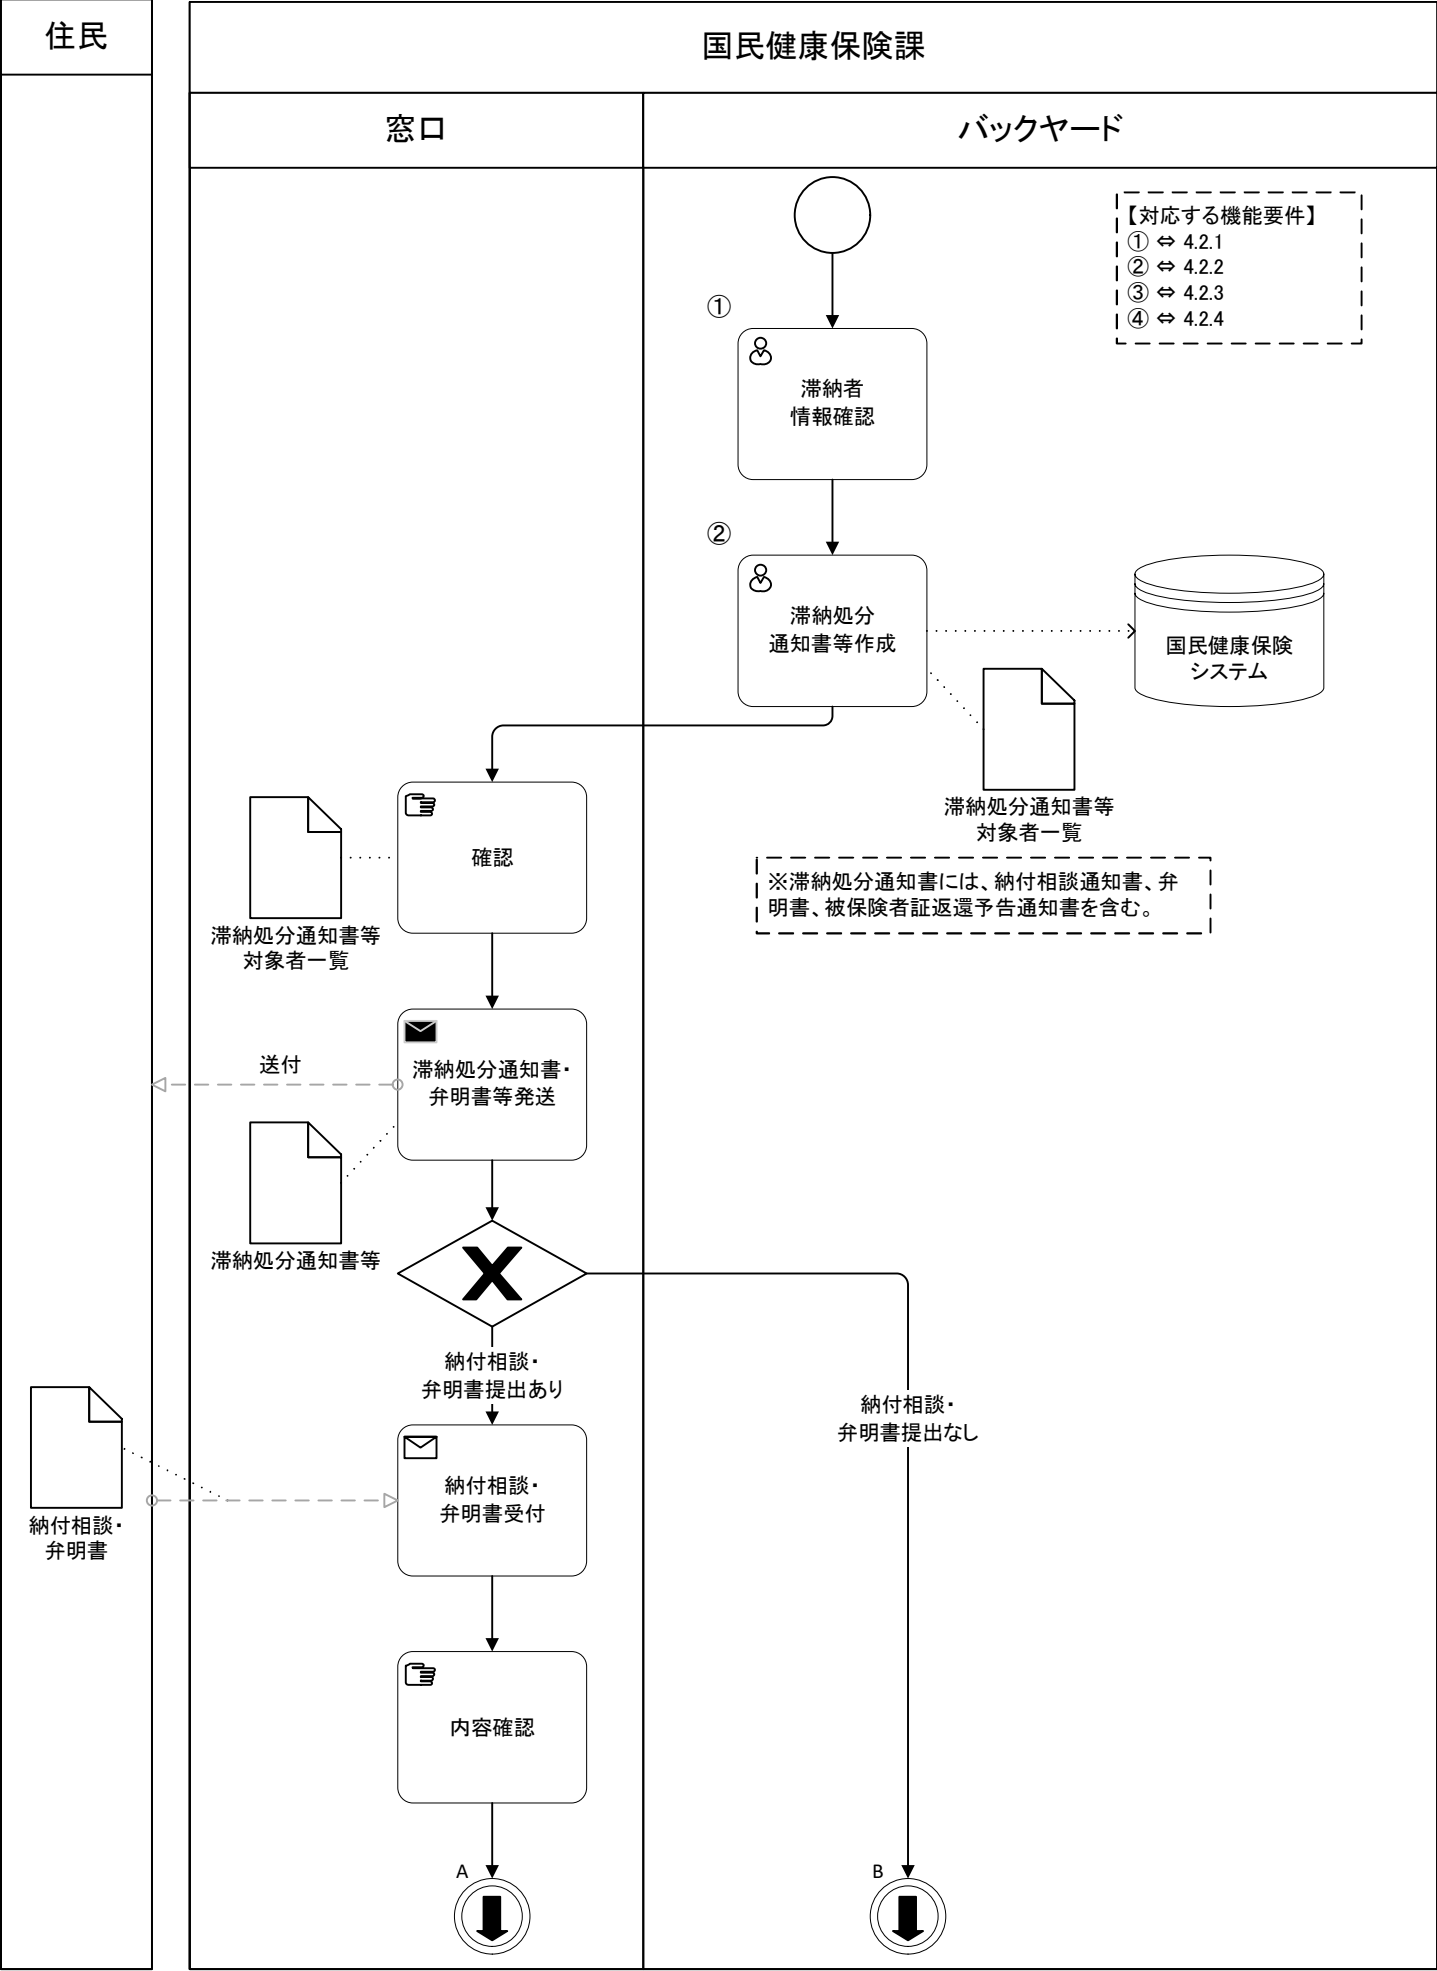 住民
国民健康保険課
窓口
バックヤード
【対応する機能要件】
① ⇔ 4.2.1
② ⇔ 4.2.2
③ ⇔ 4.2.3
④ ⇔ 4.2.4
①
滞納者
情報確認
②
滞納処分
通知書等作成
国民健康保険
システム
滞納処分通知書等
対象者一覧
確認
滞納処分通知書等
対象者一覧
※滞納処分通知書には、納付相談通知書、弁
明書、被保険者証返還予告通知書を含む。
送付
滞納処分通知書・
弁明書等発送
滞納処分通知書等
納付相談・
弁明書提出あり
納付相談・
弁明書提出なし
納付相談・
弁明書
納付相談・
弁明書受付
内容確認
A
B